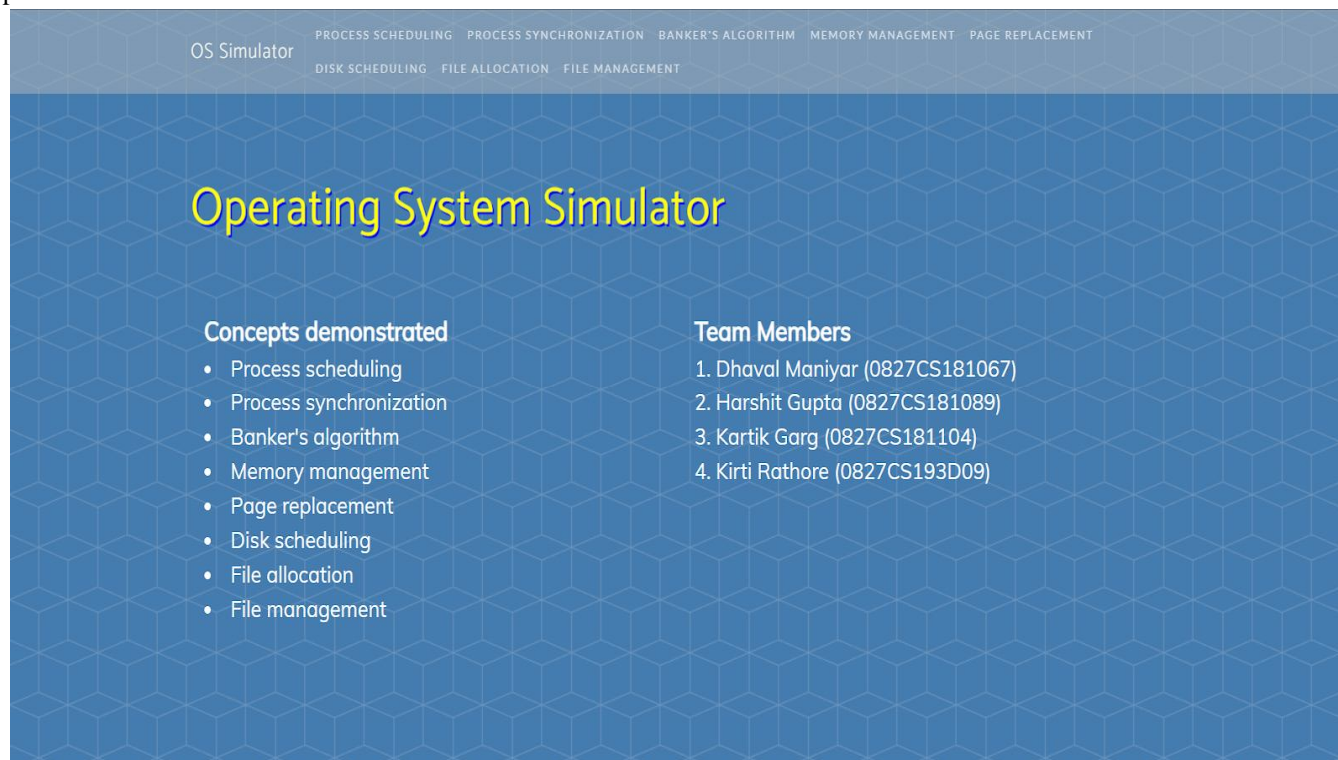 OS Simulator
PROCESS SCHEDULING PROCESS SYNCHRONIZATION BANKER'S ALGORITHM MEMORY MANAGEMENT PAGE REPLACEMENT
DISK SCHEDULING FILE ALLOCATION FILE MANAGEMENT
Operating System Simulator
Concepts demonstrated
• Process scheduling
• Process synchronization
• Banker's algorithm
• Memory management
• Page replacement
• Disk scheduling
• File allocation
• File management
Team Members
1. Dhaval Maniyar (0827CS181067)
2. Harshit Gupta (0827CS181089)
3. Kartik Garg (0827CS181104)
4. Kirti Rathore (0827CS193D09)